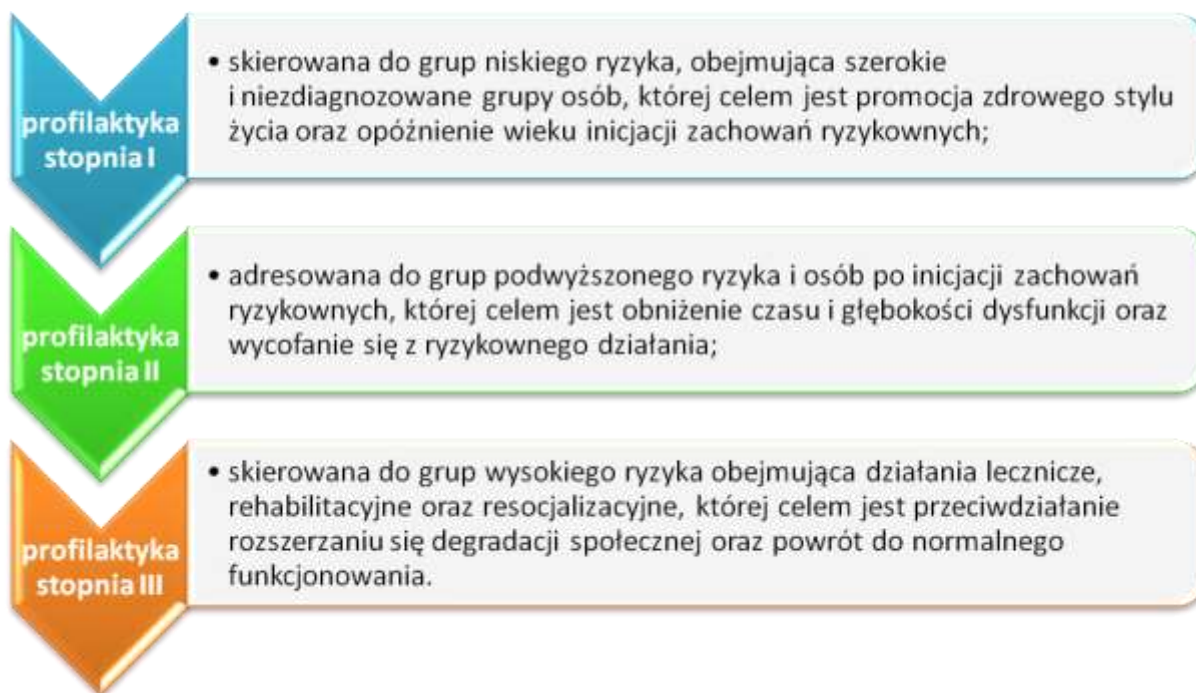 profilaktyka
stopnia I
• skierowana do grup niskiego ryzyka, obejmująca szerokie
i niezdiagnozowane grupy osób, której celem jest promocja zdrowego stylu
życia oraz opóźnienie wieku inicjacji zachowań ryzykownych;
profilaktyka
stopnia II
• adresowana do grup podwyższonego ryzyka i osób po inicjacji zachowań
ryzykownych, której celem jest obniżenie czasu i głębokości dysfunkcji oraz
wycofanie się z ryzykownego działania;
profilaktyka
stopnia III
• skierowana do grup wysokiego ryzyka obejmująca działania lecznicze,
rehabilitacyjne oraz resocjalizacyjne, której celem jest przeciwdziałanie
rozszerzaniu się degradacji społecznej oraz powrót do normalnego
funkcjonowania.